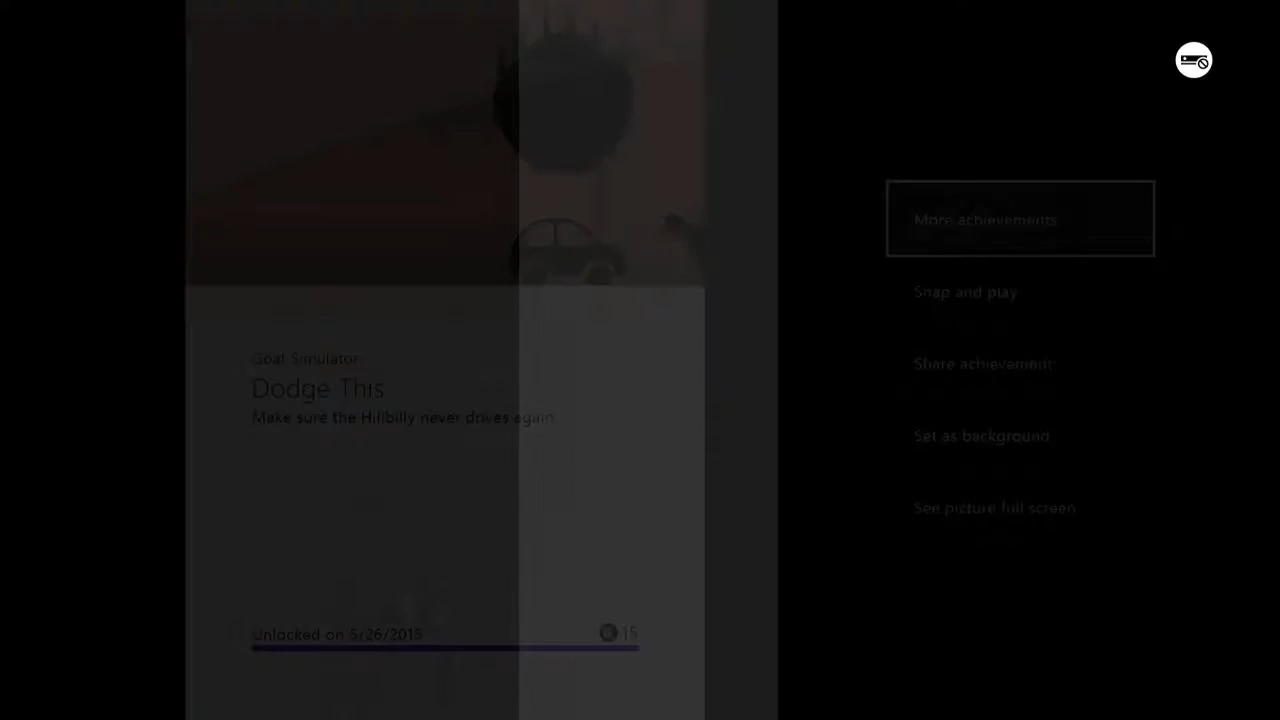 More achievements
Snap and play
Share achievement
Set as background
See picture full screen
Goat Simulator
Dodge This
Make sure the Hillbilly never drives again
Unlocked on 5/26/2015
15